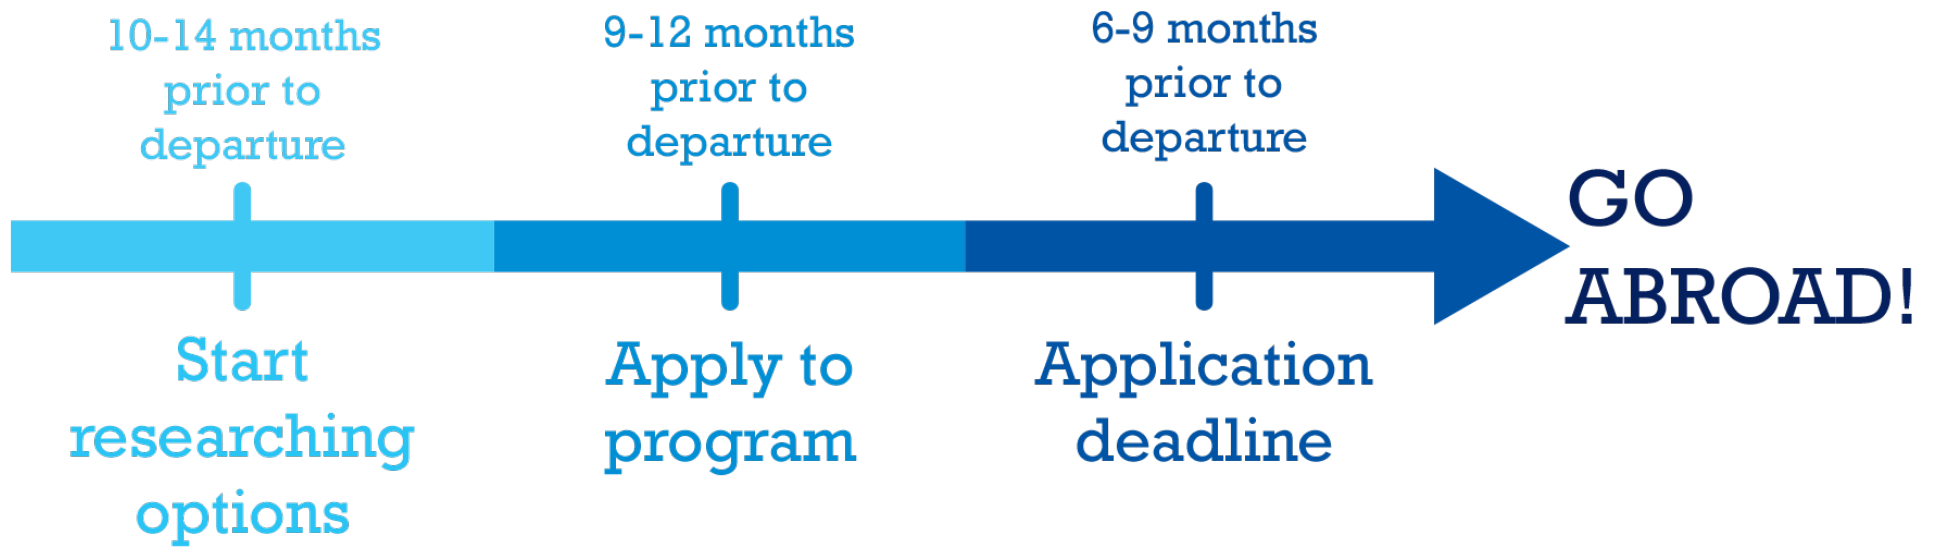 10-14 months
prior to
departure
Start
researching
options
9-12 months
prior to
departure
Apply to
program
6-9 months
prior to
departure
Application
deadline
GO
ABROAD!